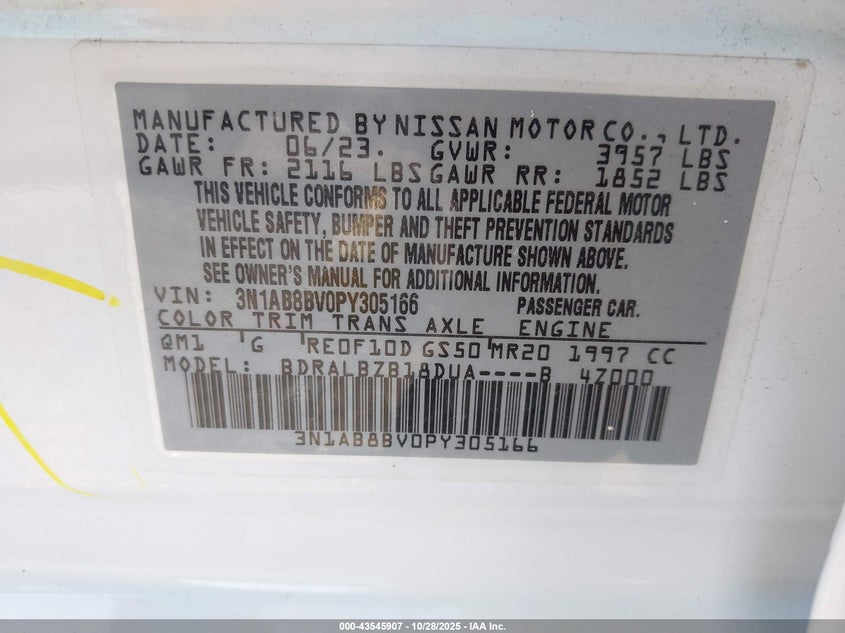 MANUFACTURED BY NISSAN MOTOR CO., LTD.
DATE: 06/23. GVWR: 3957 LBS
GAWR FR: 2116 LBS GAWR RR: 1852 LBS
THIS VEHICLE CONFORMS TO ALL APPLICABLE FEDERAL MOTOR
VEHICLE SAFETY, BUMPER AND THEFT PREVENTION STANDARDS
IN EFFECT ON THE DATE OF MANUFACTURE SHOWN ABOVE.
SEE OWNER'S MANUAL FOR ADDITIONAL INFORMATION.
VIN: 3N1AB8BV0PY305166 PASSENGER CAR.
COLOR TRIM TRANS AXLE ENGINE
QM1 G RE0F10D GS50 MR20 1997 CC
MODEL: BDRALBZB18DUA----B 4Z000
3N1AB8BV0PY305166
000-43545907 - 10/28/2025 - IAA Inc.